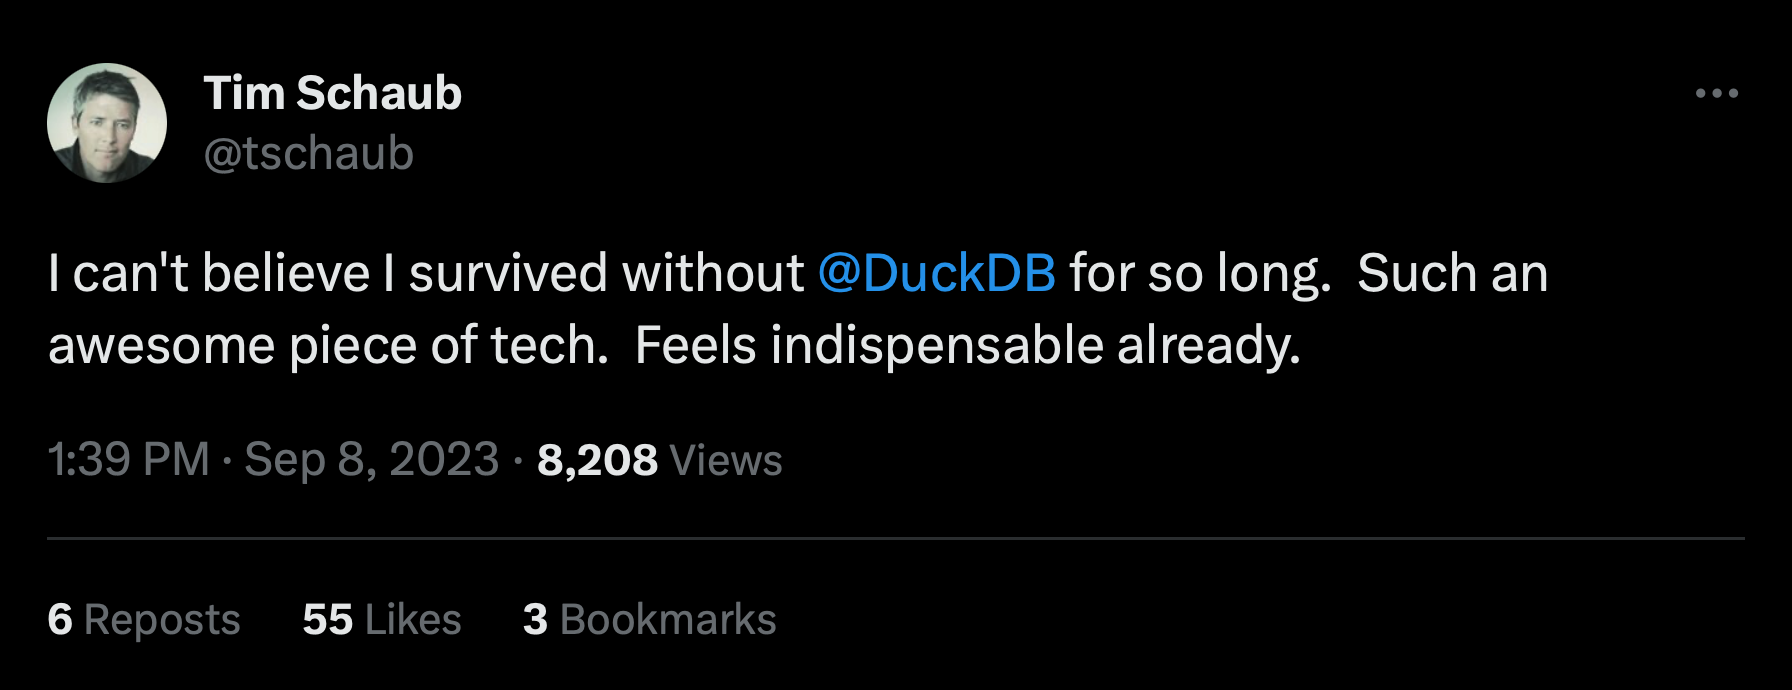 Tim Schaub
@tschaub
I can't believe I survived without @DuckDB for so long.  Such an
awesome piece of tech.  Feels indispensable already.
1:39 PM · Sep 8, 2023 · 8,208 Views
6 Reposts 55 Likes 3 Bookmarks